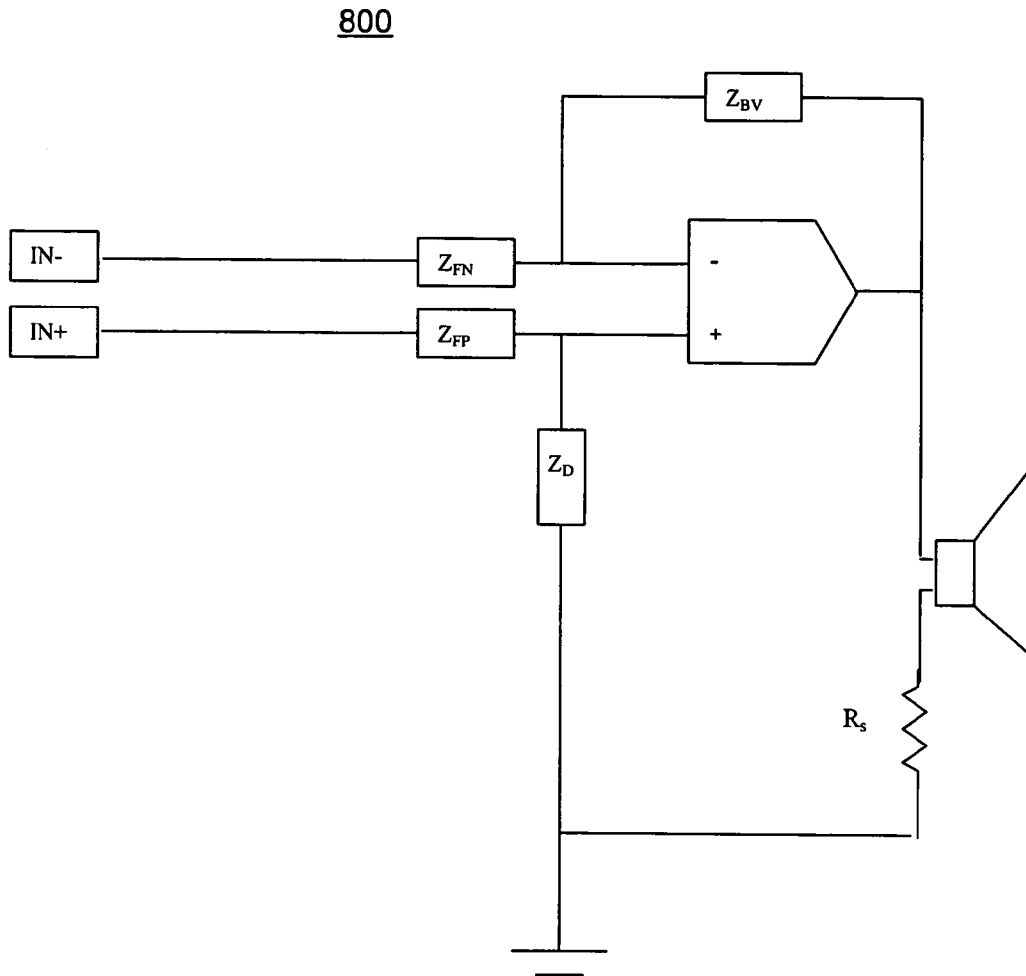 800
Z_BV
IN-
Z_FN
-
IN+
Z_FP
+
Z_D
R_s